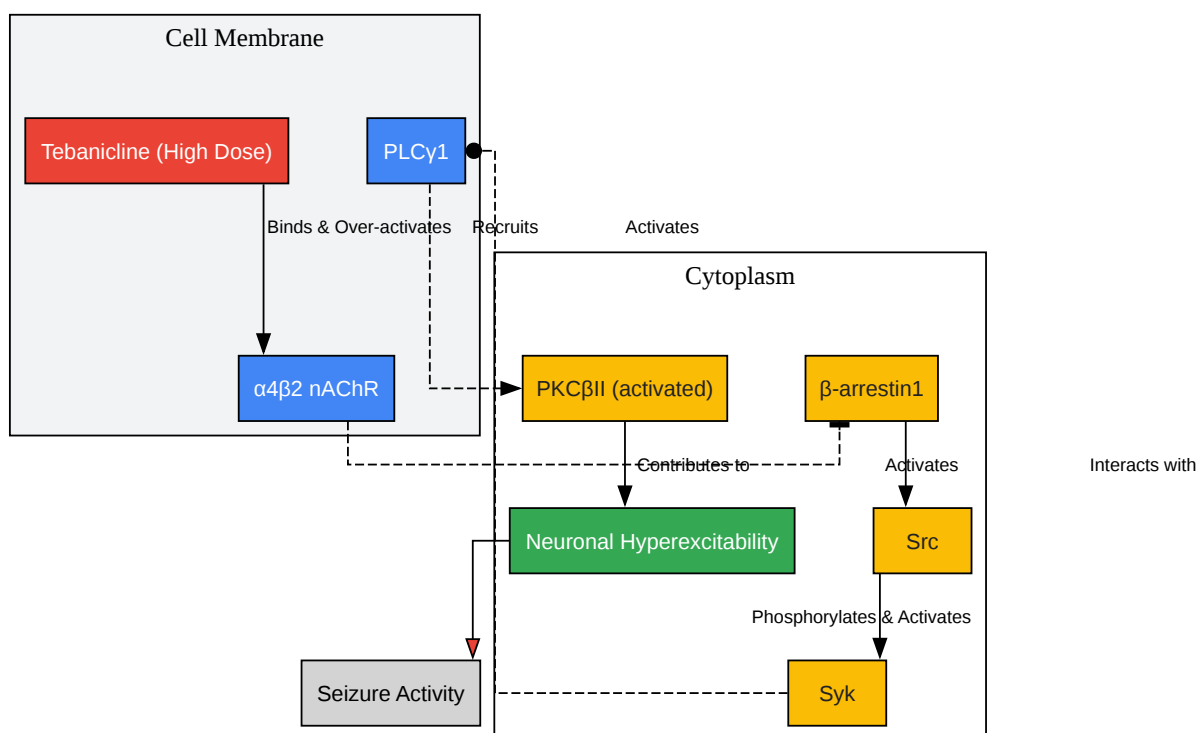 Cell Membrane
Tebanicline (High Dose)
PLCγ1
Binds & Over-activates
Recruits
Activates
Cytoplasm
α4β2 nAChR
PKCβII (activated)
β-arrestin1
Contributes to
Activates
Interacts with
Neuronal Hyperexcitability
Src
Phosphorylates & Activates
Seizure Activity
Syk